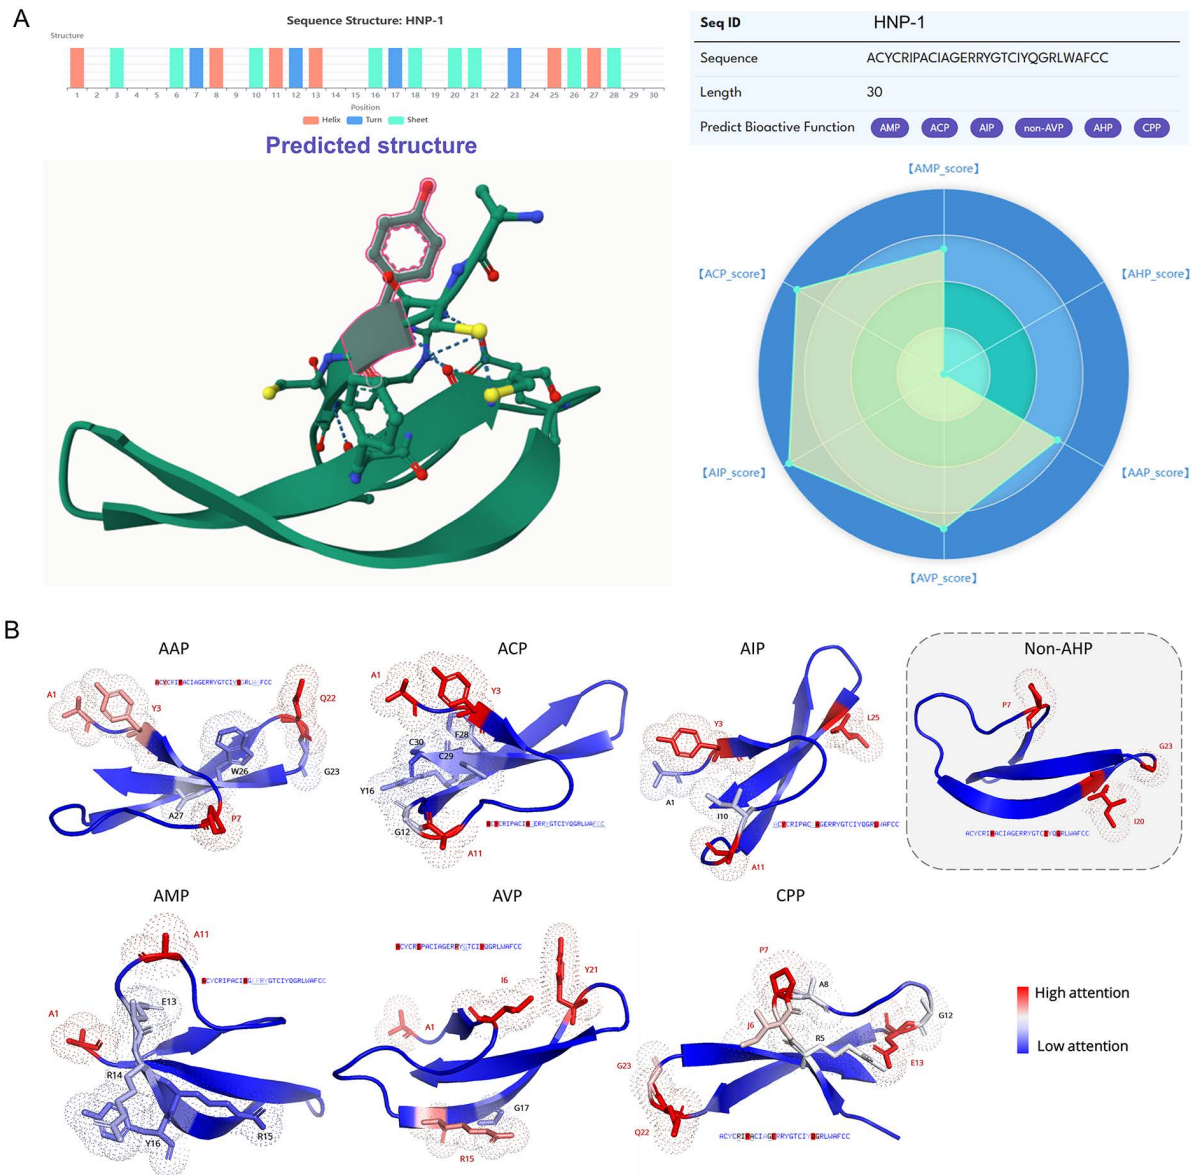 A
Sequence Structure: HNP-1
Structure
1 2 3 4 5 6 7 8 9 10 11 12 13 14 15 16 17 18 19 20 21 22 23 24 25 26 27 28 29 30
Position
Helix Turn Sheet
Predicted structure
Seq ID HNP-1
Sequence ACYCRIPACIAGERRYGTCIYQGRLWAFCC
Length 30
Predict Bioactive Function AMP ACP AIP non-AVP AHP CPP
【AMP_score】
【ACP_score】 【AHP_score】
【AIP_score】 【AAP_score】
【AVP_score】
B
AAP
A1
Y3
ACYCRIPACIAGERRYGTCIYQGRLWAFCC
Q22
W26
G23
A27
P7
ACP
A1
Y3
F28
C30
C29
Y16
G12
A11
AIP
Y3
L25
A1
I10
A11
Non-AHP
P7
G23
I20
ACYCRIPACIAGERRYGTCIYQGRLWAFCC
AMP
A11
E13
A1
R14
Y16
R15
AVP
ACYCRIPACIAGERRYGTCIYQGRLWAFCC
Y21
I6
A1
G17
R15
CPP
P7
A8
J6
R5
G12
E13
G23
Q22
High attention
Low attention